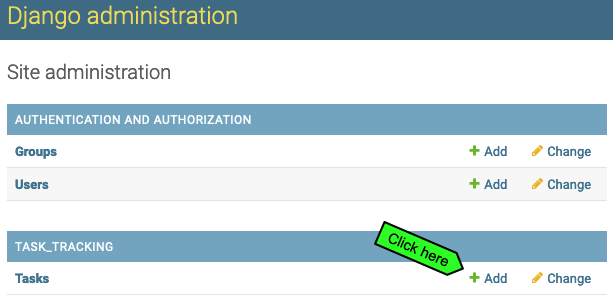 Django administration
Site administration
AUTHENTICATION AND AUTHORIZATION
Groups Add Change
Users Add Change
TASK_TRACKING
Click here
Tasks Add Change